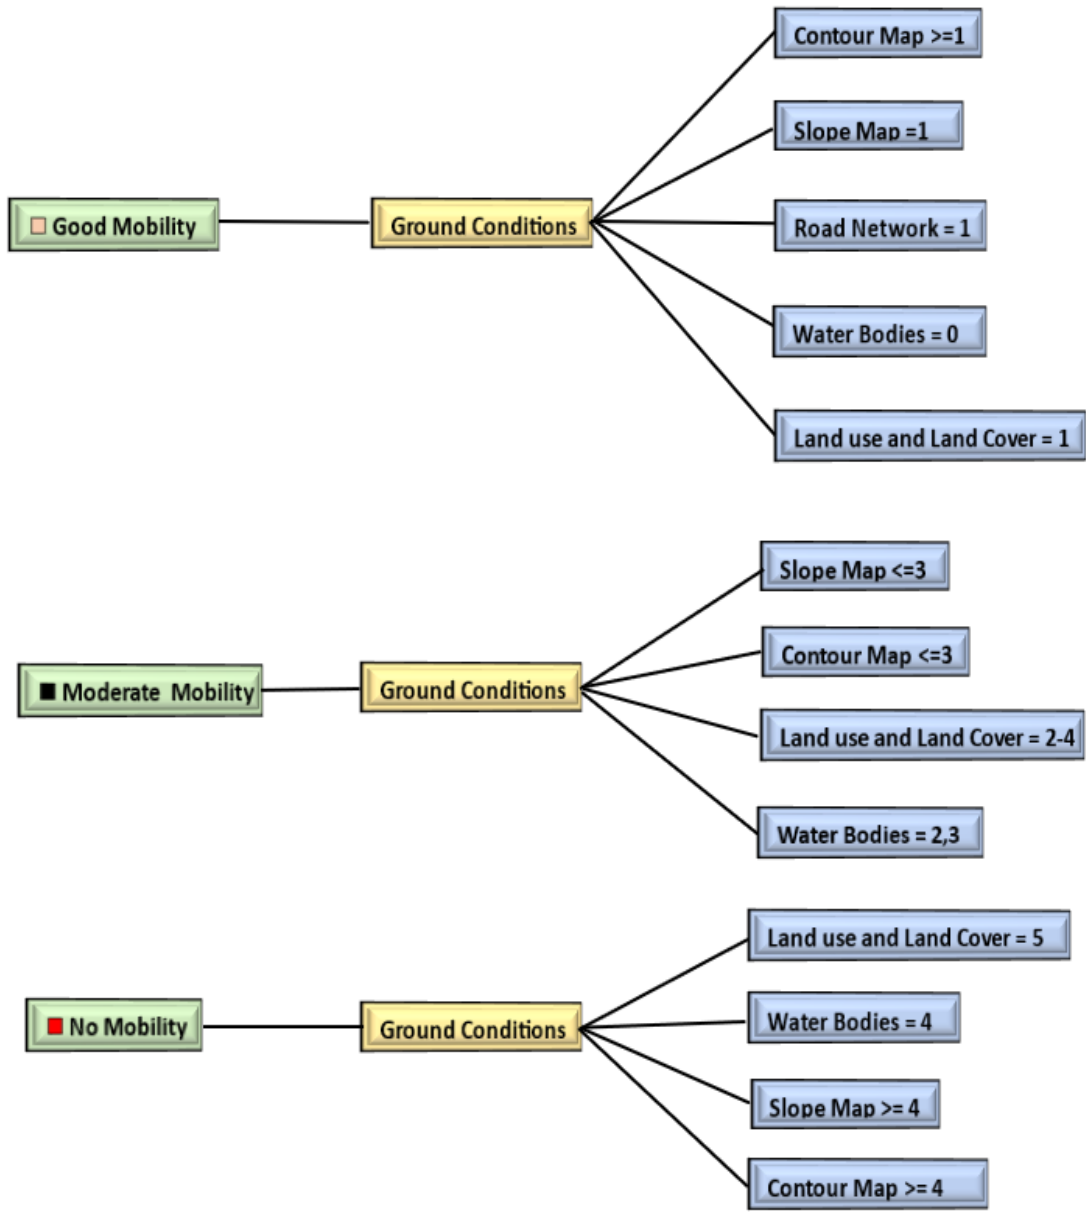 Contour Map >=1
Slope Map =1
Good Mobility
Ground Conditions
Road Network = 1
Water Bodies = 0
Land use and Land Cover = 1
Slope Map <=3
Contour Map <=3
Moderate Mobility
Ground Conditions
Land use and Land Cover = 2-4
Water Bodies = 2,3
Land use and Land Cover = 5
No Mobility
Ground Conditions
Water Bodies = 4
Slope Map >= 4
Contour Map >= 4